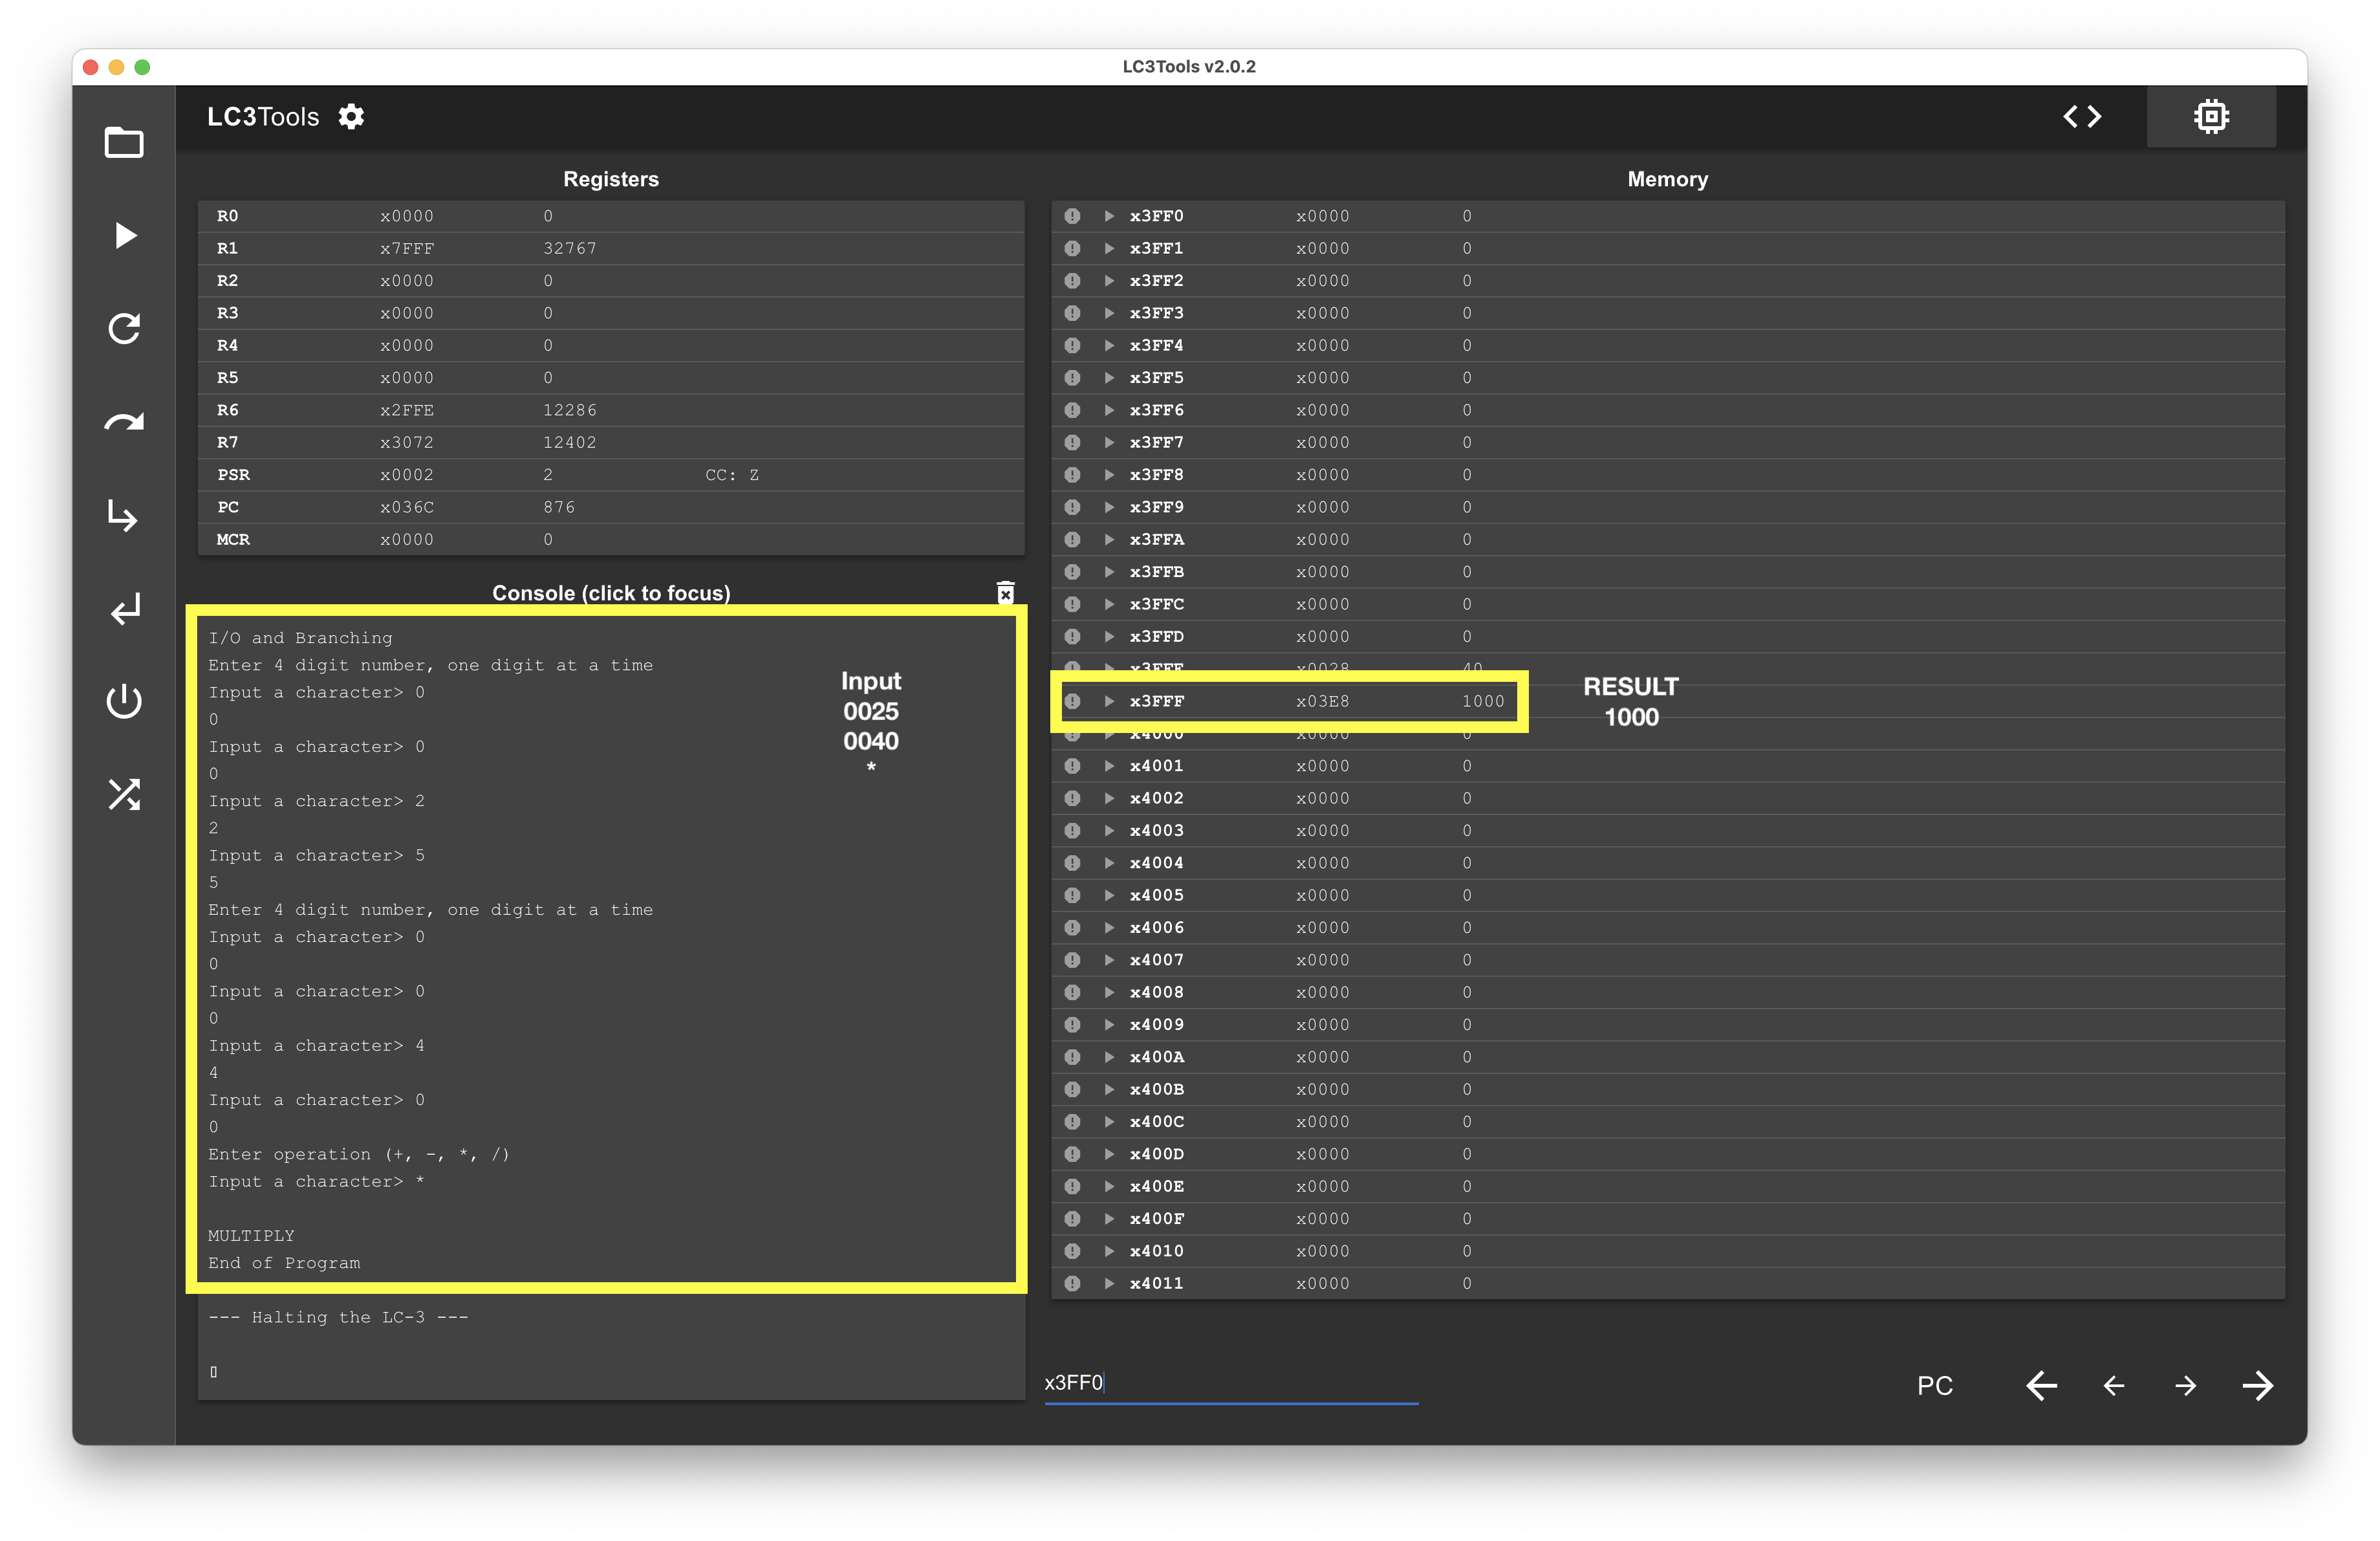 LC3Tools v2.0.2
LC3Tools
Registers
R0 x0000 0
R1 x7FFF 32767
R2 x0000 0
R3 x0000 0
R4 x0000 0
R5 x0000 0
R6 x2FFE 12286
R7 x3072 12402
PSR x0002 2 CC: Z
PC x036C 876
MCR x0000 0
Console (click to focus)
I/O and Branching
Enter 4 digit number, one digit at a time
Input a character> 0
0
Input a character> 0
0
Input a character> 2
2
Input a character> 5
5
Enter 4 digit number, one digit at a time
Input a character> 0
0
Input a character> 0
0
Input a character> 4
4
Input a character> 0
0
Enter operation (+, -, *, /)
Input a character> *
MULTIPLY
End of Program
--- Halting the LC-3 ---
Input
0025
0040
*
Memory
x3FF0 x0000 0
x3FF1 x0000 0
x3FF2 x0000 0
x3FF3 x0000 0
x3FF4 x0000 0
x3FF5 x0000 0
x3FF6 x0000 0
x3FF7 x0000 0
x3FF8 x0000 0
x3FF9 x0000 0
x3FFA x0000 0
x3FFB x0000 0
x3FFC x0000 0
x3FFD x0000 0
x3FFE x0028 40
x3FFF x03E8 1000
RESULT
1000
x4000 x0000 0
x4001 x0000 0
x4002 x0000 0
x4003 x0000 0
x4004 x0000 0
x4005 x0000 0
x4006 x0000 0
x4007 x0000 0
x4008 x0000 0
x4009 x0000 0
x400A x0000 0
x400B x0000 0
x400C x0000 0
x400D x0000 0
x400E x0000 0
x400F x0000 0
x4010 x0000 0
x4011 x0000 0
x3FF0
PC